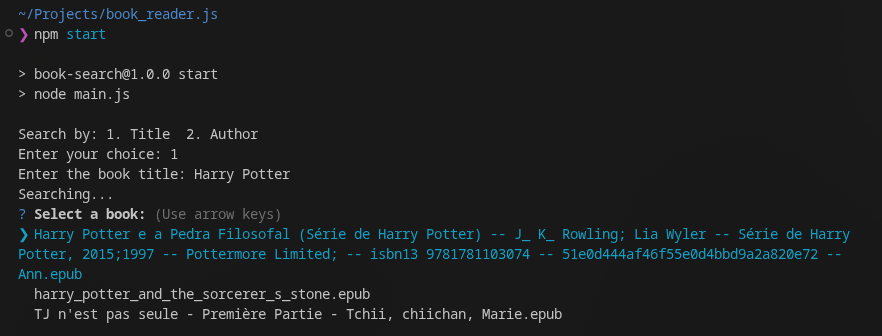 ~/Projects/book_reader.js
❯ npm start
> book-search@1.0.0 start
> node main.js
Search by: 1. Title  2. Author
Enter your choice: 1
Enter the book title: Harry Potter
Searching...
? Select a book: (Use arrow keys)
❯ Harry Potter e a Pedra Filosofal (Série de Harry Potter) -- J_ K_ Rowling; Lia Wyler -- Série de Harry
Potter, 2015;1997 -- Pottermore Limited; -- isbn13 9781781103074 -- 51e0d444af46f55e0d4bbd9a2a820e72 --
Ann.epub
harry_potter_and_the_sorcerer_s_stone.epub
TJ n'est pas seule - Première Partie - Tchii, chiichan, Marie.epub